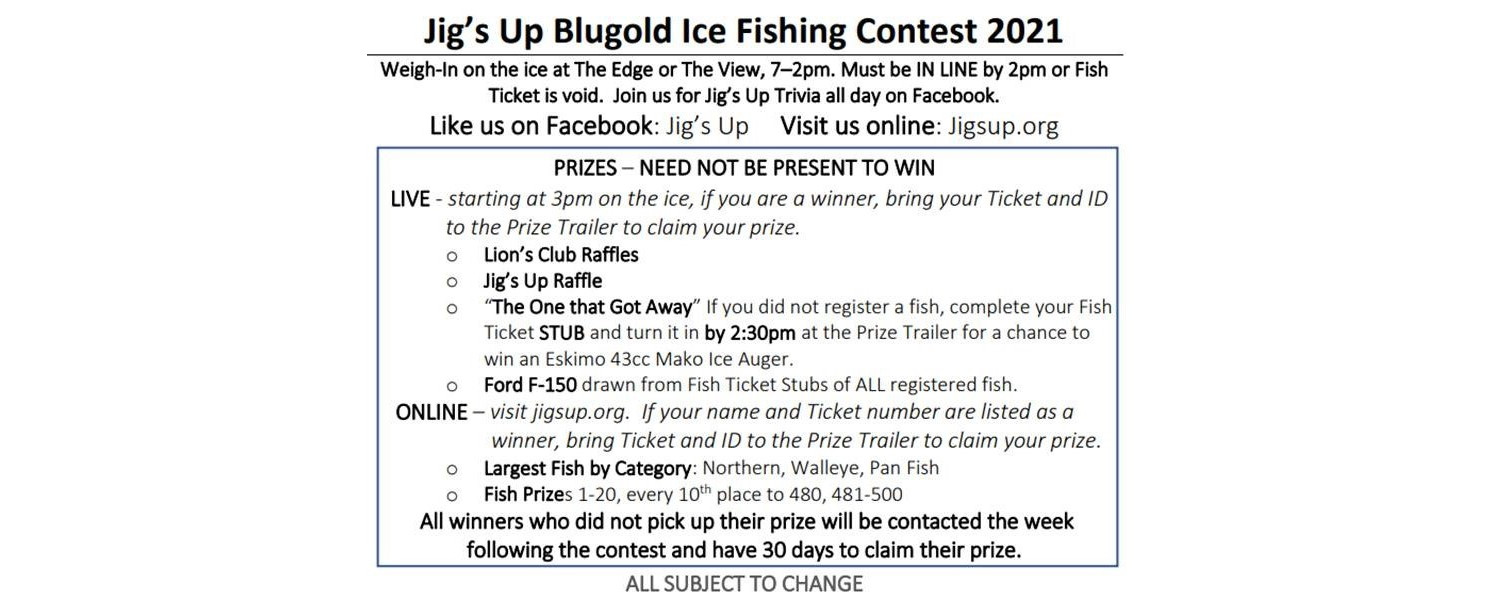 Jig's Up Blugold Ice Fishing Contest 2021
Weigh-In on the ice at The Edge or The View, 7–2pm. Must be IN LINE by 2pm or Fish
Ticket is void.  Join us for Jig's Up Trivia all day on Facebook.
Like us on Facebook: Jig's Up    Visit us online: Jigsup.org
PRIZES – NEED NOT BE PRESENT TO WIN
LIVE - starting at 3pm on the ice, if you are a winner, bring your Ticket and ID
to the Prize Trailer to claim your prize.
o Lion's Club Raffles
o Jig's Up Raffle
o "The One that Got Away" If you did not register a fish, complete your Fish
Ticket STUB and turn it in by 2:30pm at the Prize Trailer for a chance to
win an Eskimo 43cc Mako Ice Auger.
o Ford F-150 drawn from Fish Ticket Stubs of ALL registered fish.
ONLINE – visit jigsup.org.  If your name and Ticket number are listed as a
winner, bring Ticket and ID to the Prize Trailer to claim your prize.
o Largest Fish by Category: Northern, Walleye, Pan Fish
o Fish Prizes 1-20, every 10th place to 480, 481-500
All winners who did not pick up their prize will be contacted the week
following the contest and have 30 days to claim their prize.
ALL SUBJECT TO CHANGE